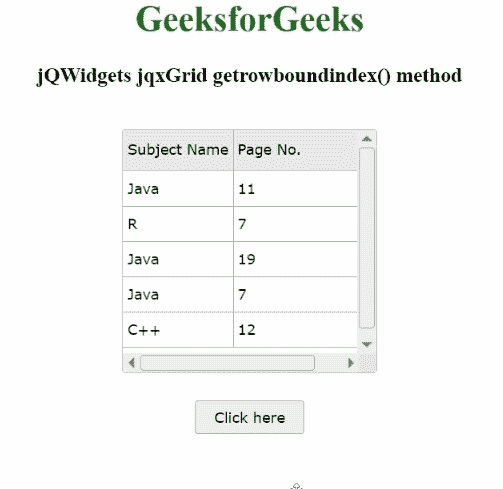 GeeksforGeeks
jQWidgets jqxGrid getrowboundindex() method
Subject Name Page No.
Java 11
R 7
Java 19
Java 7
C++ 12
Click here